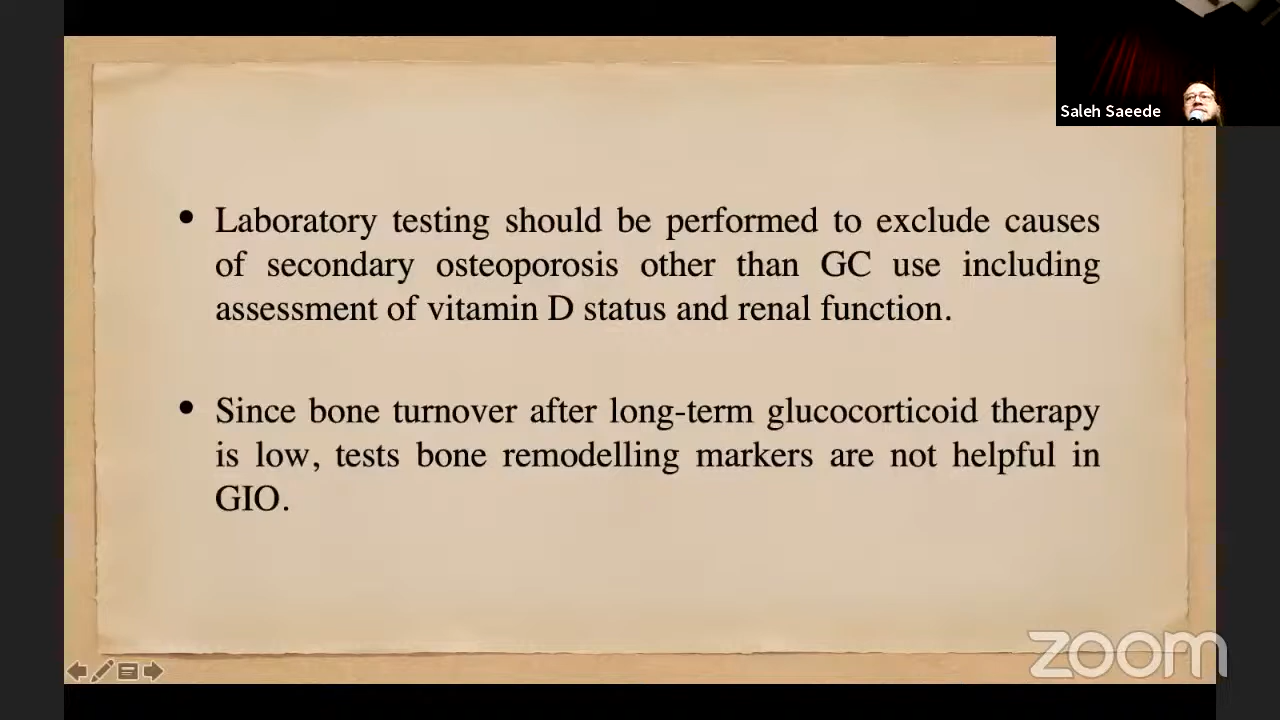 Saleh Saeede
• Laboratory testing should be performed to exclude causes
of secondary osteoporosis other than GC use including
assessment of vitamin D status and renal function.
• Since bone turnover after long-term glucocorticoid therapy
is low, tests bone remodelling markers are not helpful in
GIO.
zoom